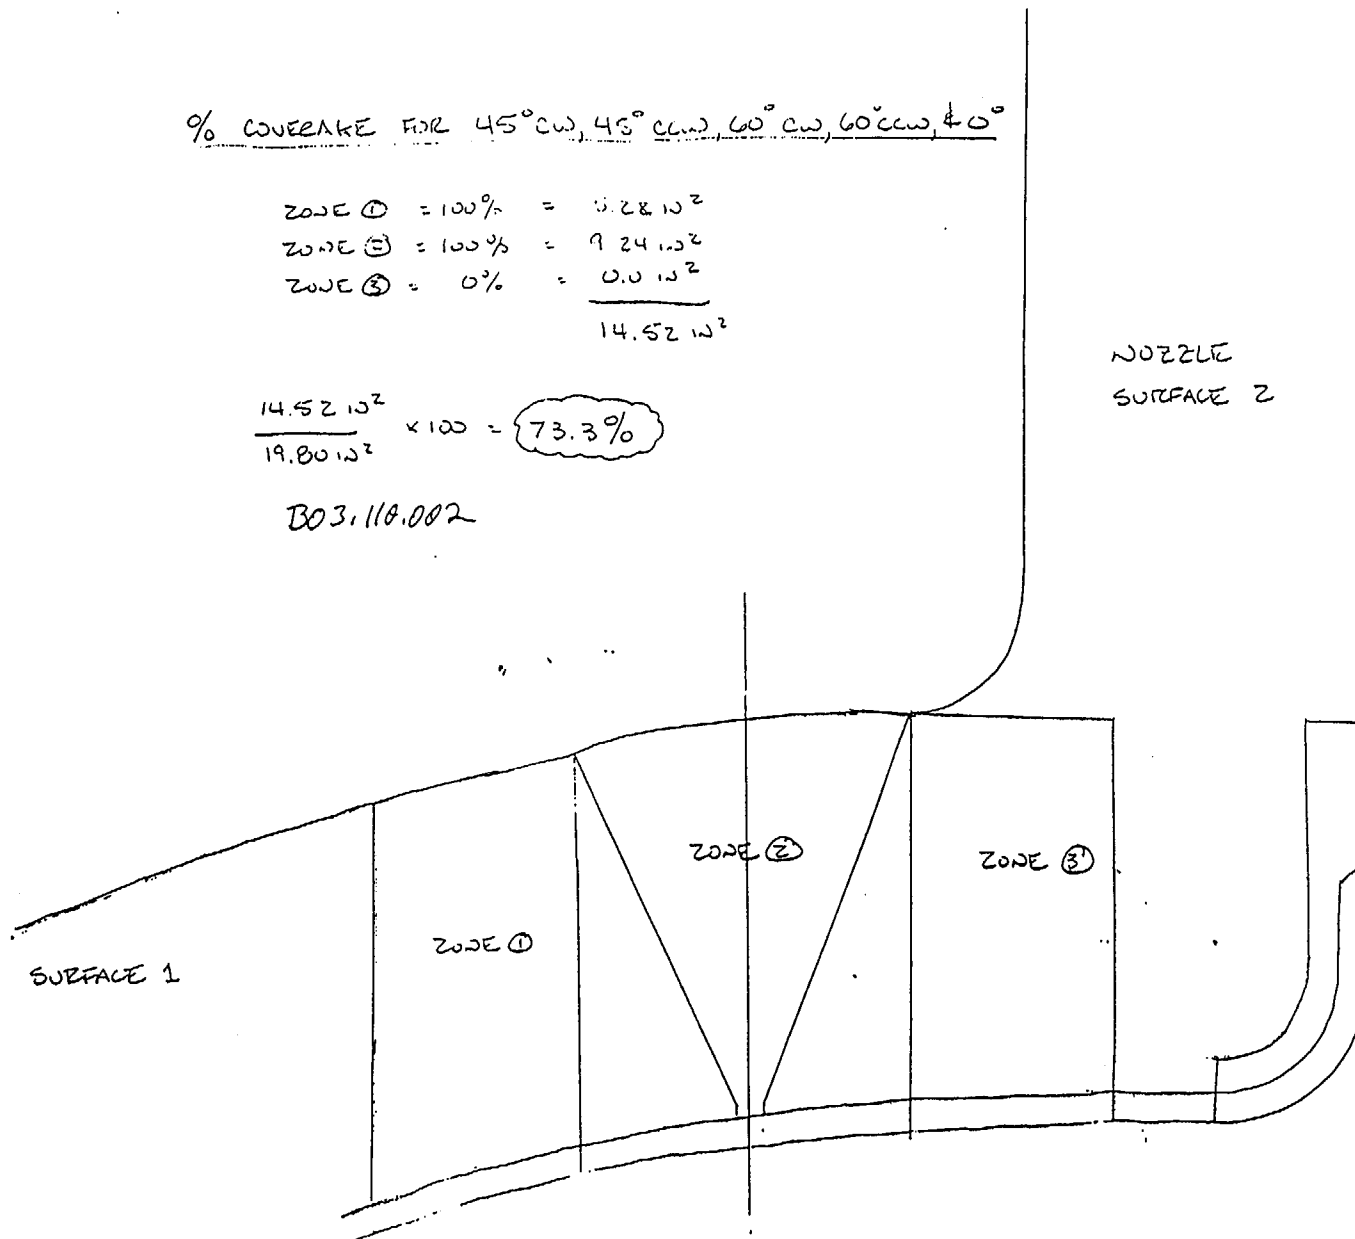 % COVERAGE FOR 45° CW, 45° CCW, 60° CW, 60° CCW, & 0°
ZONE ① = 100% = 5.28 IN²
ZONE ② = 100% = 9.24 IN²
ZONE ③ = 0% = 0.0 IN²
14.52 IN²
14.52 IN²
19.80 IN² × 100 = 73.3%
B03.110.002
NOZZLE
SURFACE 2
ZONE ②
ZONE ③
ZONE ①
SURFACE 1